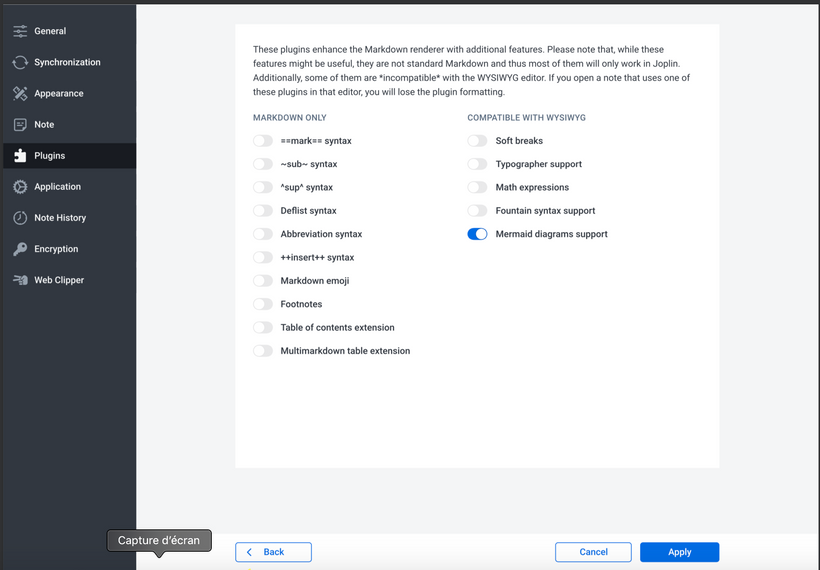 General
Synchronization
Appearance
Note
Plugins
Application
Note History
Encryption
Web Clipper
These plugins enhance the Markdown renderer with additional features. Please note that, while these
features might be useful, they are not standard Markdown and thus most of them will only work in Joplin.
Additionally, some of them are *incompatible* with the WYSIWYG editor. If you open a note that uses one of
these plugins in that editor, you will lose the plugin formatting.
MARKDOWN ONLY
==mark== syntax
~sub~ syntax
^sup^ syntax
Deflist syntax
Abbreviation syntax
++insert++ syntax
Markdown emoji
Footnotes
Table of contents extension
Multimarkdown table extension
COMPATIBLE WITH WYSIWYG
Soft breaks
Typographer support
Math expressions
Fountain syntax support
Mermaid diagrams support
Capture d'écran
Back
Cancel
Apply